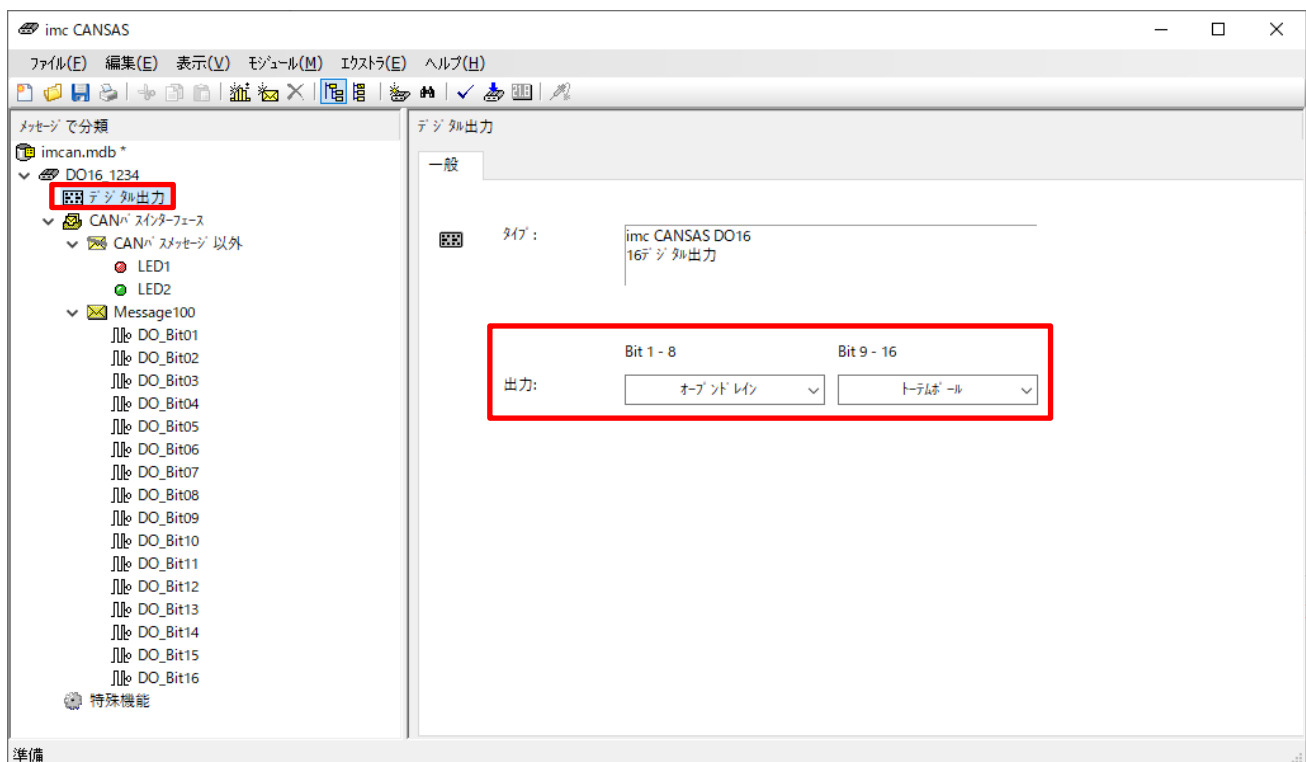 imc CANSAS
ファイル(F) 編集(E) 表示(V) モジュール(M) エクストラ(E) ヘルプ(H)
メッセージで分類
imcan.mdb *
DO16_1234
デジタル出力
CANバスインターフェース
CANバスメッセージ以外
LED1
LED2
Message100
DO_Bit01
DO_Bit02
DO_Bit03
DO_Bit04
DO_Bit05
DO_Bit06
DO_Bit07
DO_Bit08
DO_Bit09
DO_Bit10
DO_Bit11
DO_Bit12
DO_Bit13
DO_Bit14
DO_Bit15
DO_Bit16
特殊機能
デジタル出力
一般
タイプ:
imc CANSAS DO16
16デジタル出力
Bit 1 - 8 Bit 9 - 16
出力: オープンドレイン トーテムポール
準備